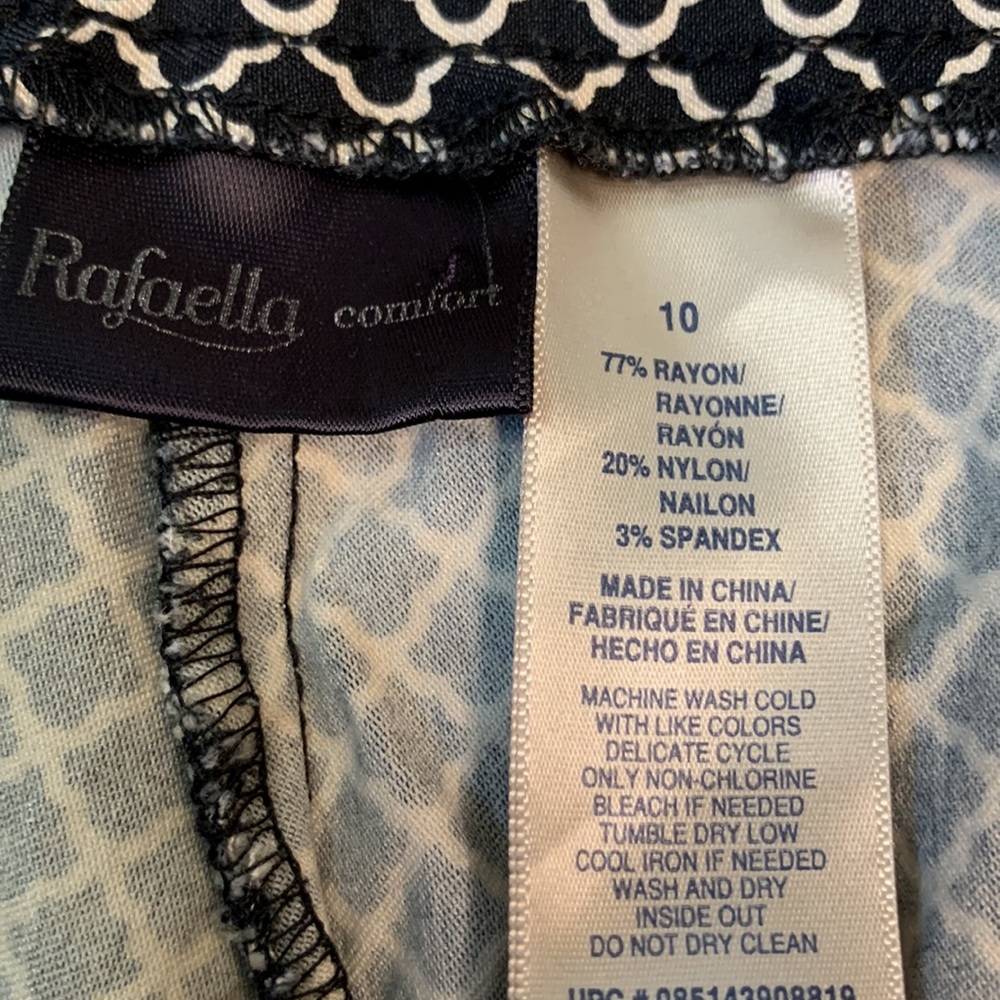 Rafaella comfort
10
77% RAYON/
RAYONNE/
RAYÓN
20% NYLON/
NAILON
3% SPANDEX
MADE IN CHINA/
FABRIQUÉ EN CHINE/
HECHO EN CHINA
MACHINE WASH COLD
WITH LIKE COLORS
DELICATE CYCLE
ONLY NON-CHLORINE
BLEACH IF NEEDED
TUMBLE DRY LOW
COOL IRON IF NEEDED
WASH AND DRY
INSIDE OUT
DO NOT DRY CLEAN
UPC #